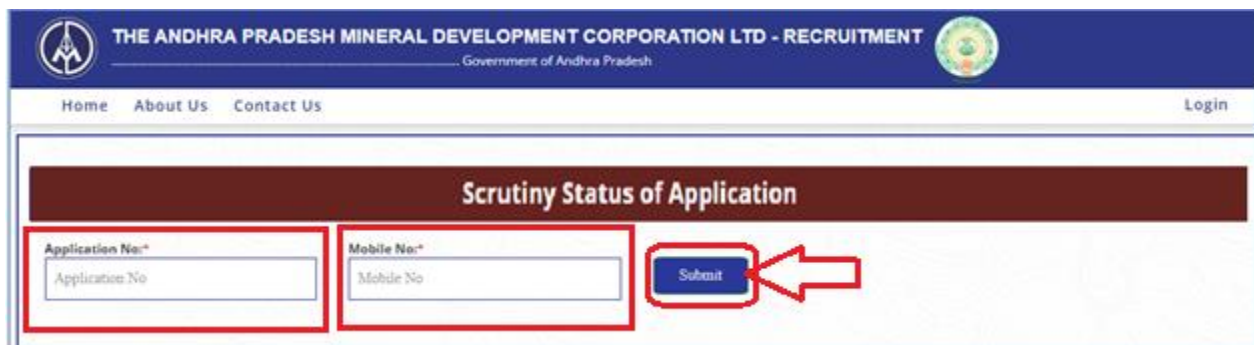 THE ANDHRA PRADESH MINERAL DEVELOPMENT CORPORATION LTD - RECRUITMENT
Government of Andhra Pradesh
Home About Us Contact Us Login
Scrutiny Status of Application
Application No:* Mobile No:*
Application No Mobile No Submit